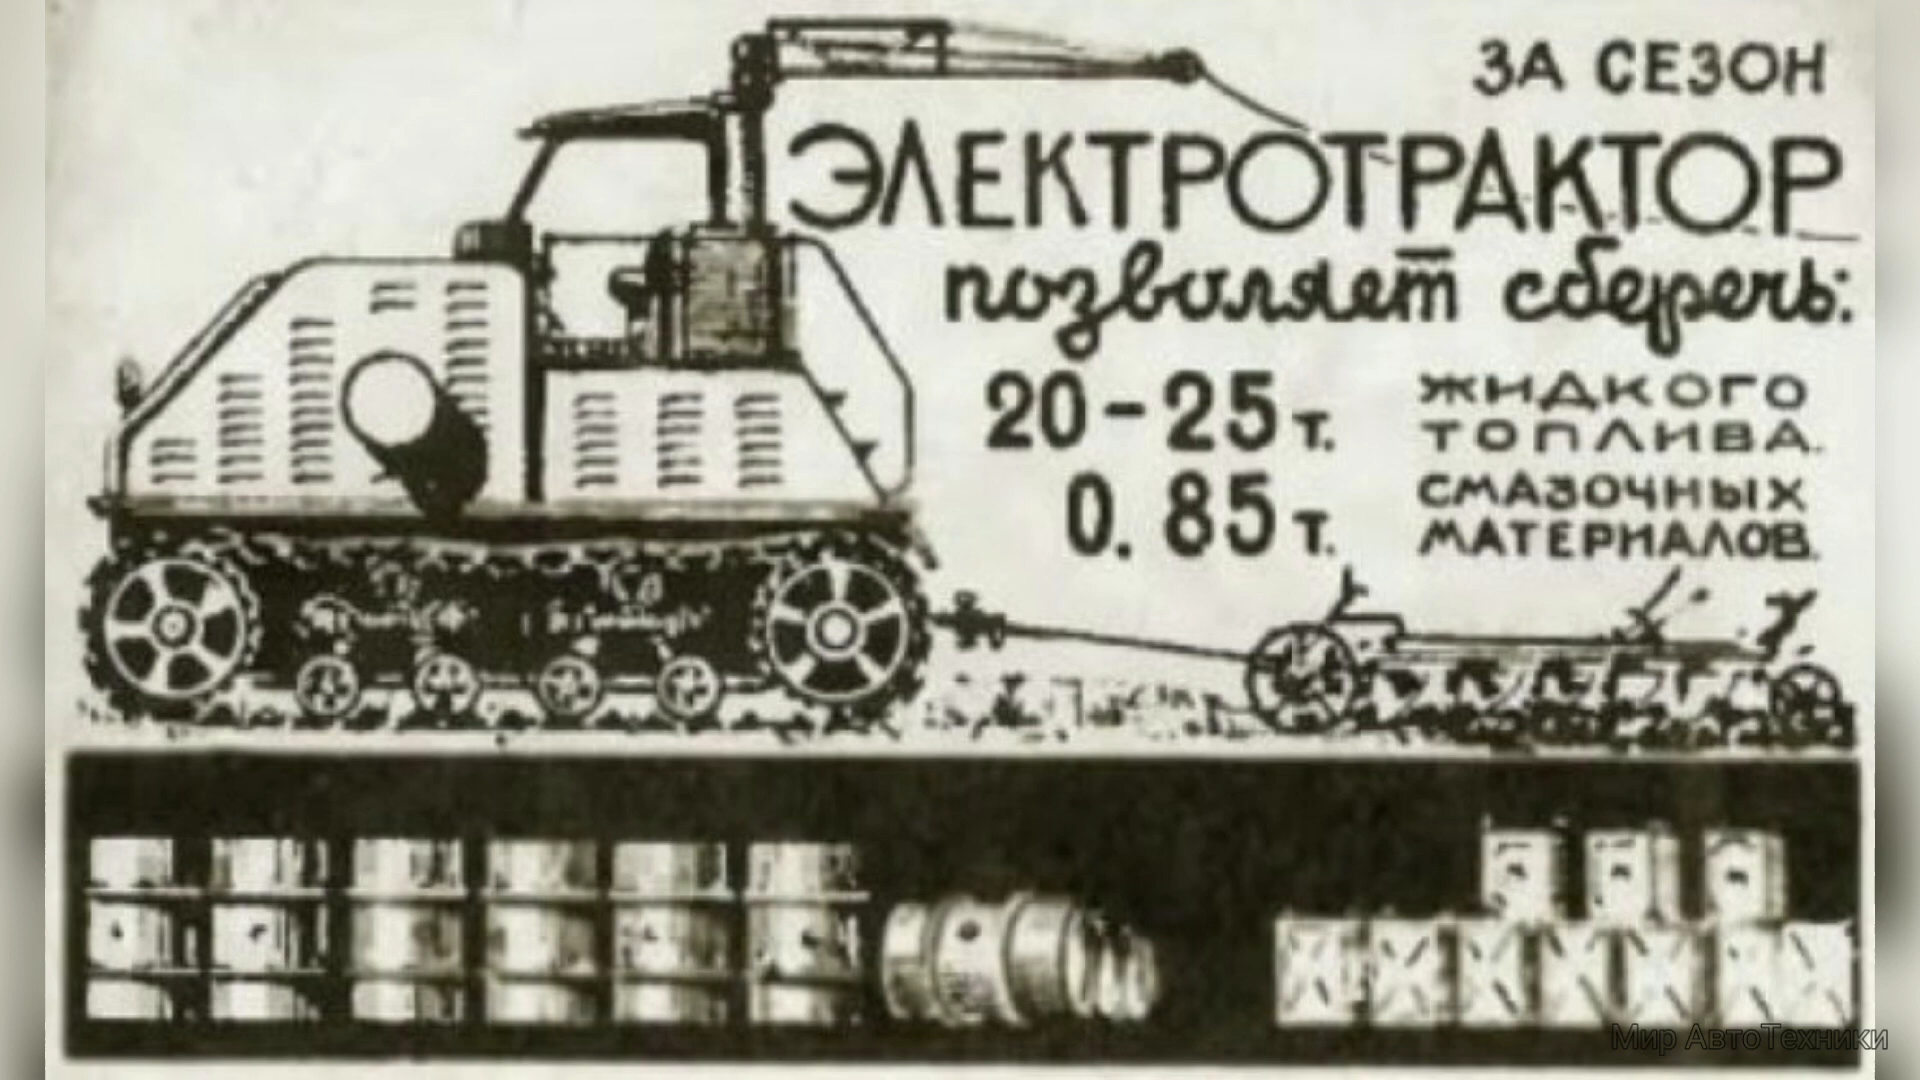 ЗА СЕЗОН
ЭЛЕКТРОТРАКТОР
позволяет сберечь:
20-25 т. ЖИДКОГО
ТОПЛИВА.
0.85 т. СМАЗОЧНЫХ
МАТЕРИАЛОВ.
Мир АвтоТехники